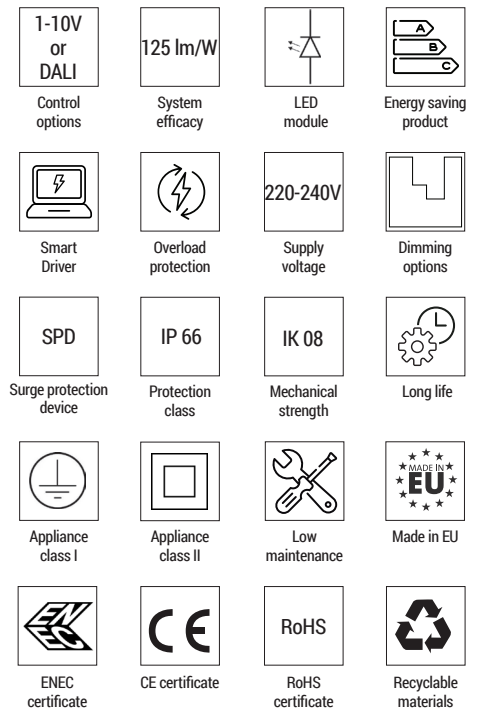 1-10V
or
DALI
Control
options
125 lm/W
System
efficacy
LED
module
A
B
C
Energy saving
product
Smart
Driver
Overload
protection
220-240V
Supply
voltage
Dimming
options
SPD
Surge protection
device
IP 66
Protection
class
IK 08
Mechanical
strength
Long life
Appliance
class I
Appliance
class II
Low
maintenance
MADE IN
EU
Made in EU
EN
EC
ENEC
certificate
CE
CE certificate
RoHS
RoHS
certificate
Recyclable
materials